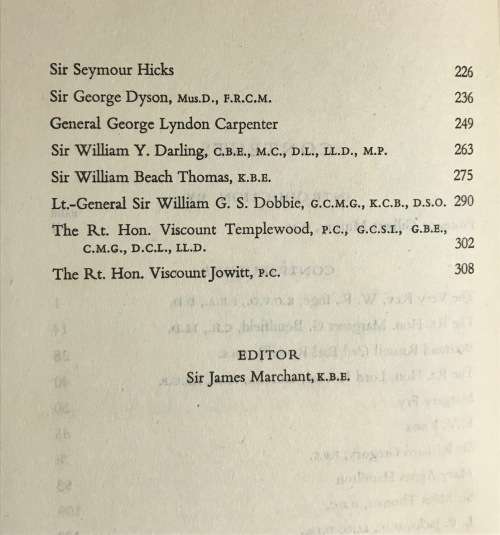 Sir Seymour Hicks 226
Sir George Dyson, Mus.D., F.R.C.M. 236
General George Lyndon Carpenter 249
Sir William Y. Darling, C.B.E., M.C., D.L., LL.D., M.P. 263
Sir William Beach Thomas, K.B.E. 275
Lt.-General Sir William G. S. Dobbie, G.C.M.G., K.C.B., D.S.O. 290
The Rt. Hon. Viscount Templewood, P.C., G.C.S.I., G.B.E.,
C.M.G., D.C.L., LL.D. 302
The Rt. Hon. Viscount Jowitt, P.C. 308
EDITOR
Sir James Marchant, K.B.E.